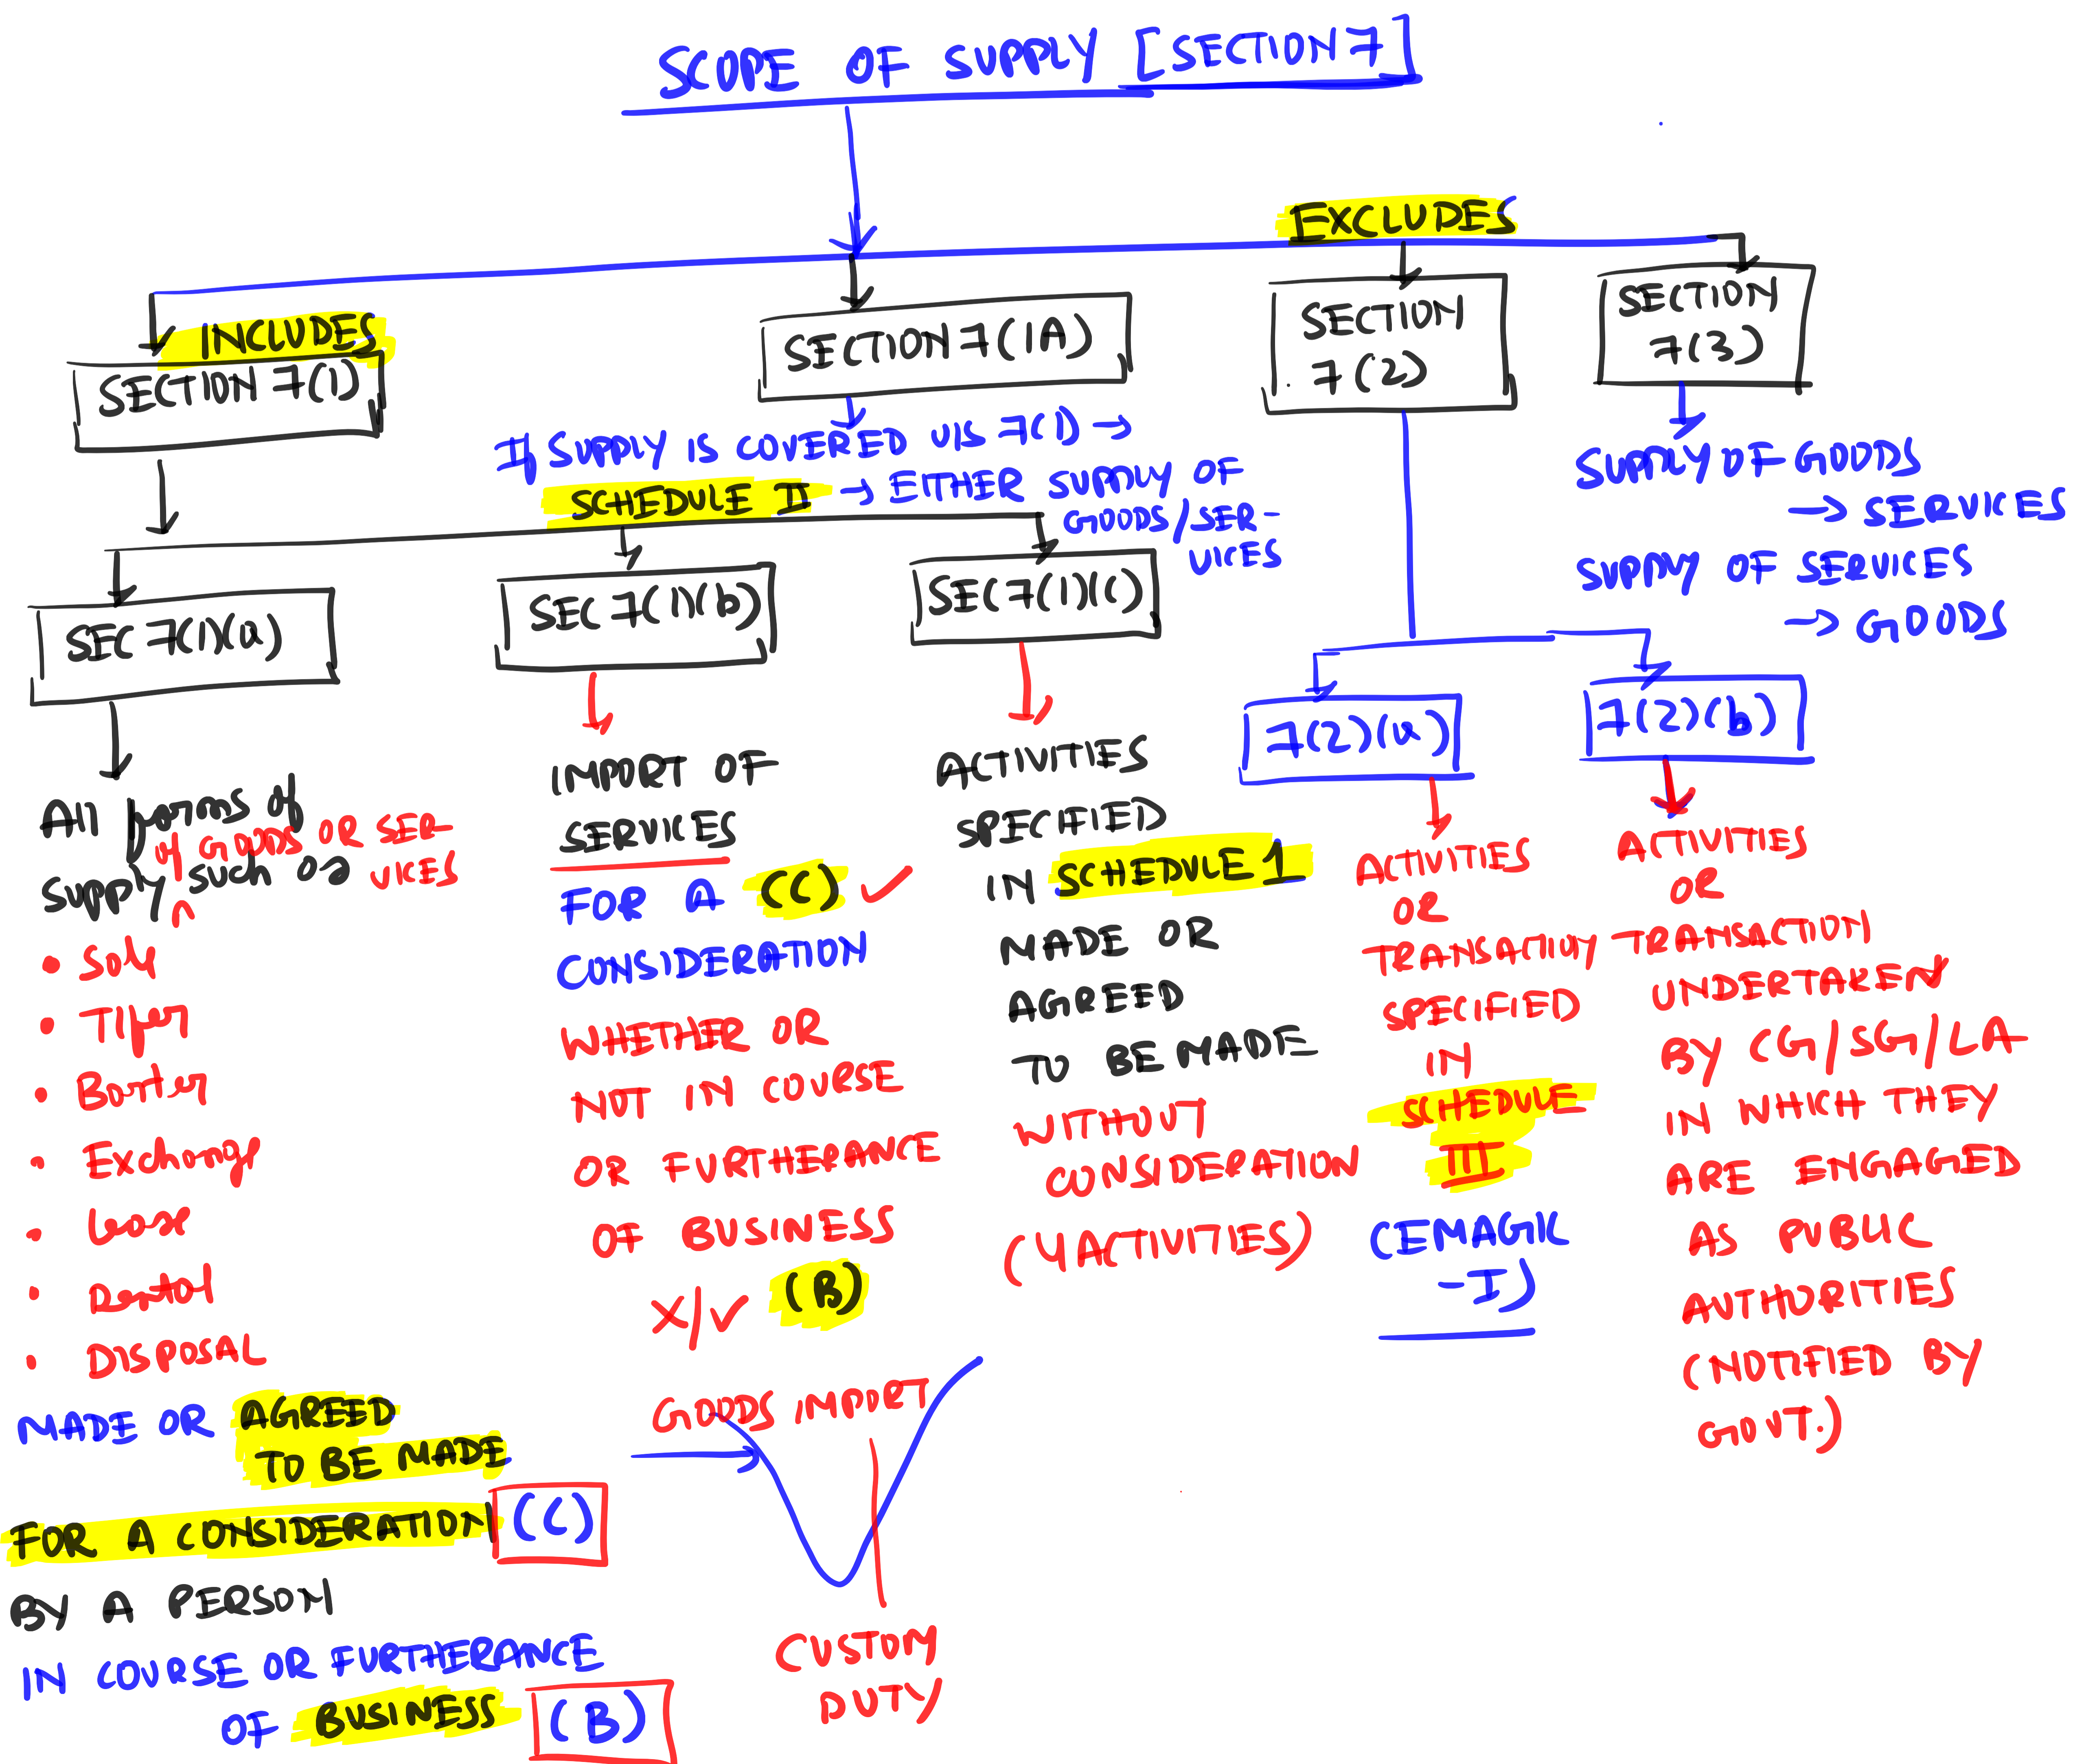 SCOPE OF SUPPLY [SECTION 7]
EXCLUDES
INCLUDES
SECTION 7(1)
SECTION 7(1A)
SECTION
7(2)
SECTION
7(3)
If SUPPLY IS COVERED U/S 7(1) →
SCHEDULE II → EITHER SUPPLY OF
GOODS/SER-
VICES
SUPPLY OF GOODS
→ SERVICES
SUPPLY OF SERVICES
→ GOODS
SEC 7(1)(a)
SEC 7(1)(b)
SEC 7(1)(c)
7(2)(a)
7(2)(b)
All forms of
of GOODS OR SER-
VICES
supply such as
• Sale
• Tfer
• Barter
• Exchange
• Lease
• Rental
• DISPOSAL
MADE OR AGREED
TO BE MADE
FOR A CONSIDERATION (C)
BY A PERSON
IN COURSE OR FURTHERANCE
OF BUSINESS (B)
IMPORT OF
SERVICES
FOR A (C) ✓
CONSIDERATION
WHETHER OR
NOT IN COURSE
OR FURTHERANCE
OF BUSINESS
X/✓ (B)
GOODS IMPORT
CUSTOM
DUTY
ACTIVITIES
SPECIFIED
IN SCHEDULE 1
MADE OR
AGREED
TO BE MADE
WITHOUT
CONSIDERATION
(4 ACTIVITIES)
ACTIVITIES
OR
TRANSACTION
SPECIFIED
IN
SCHEDULE
III
(CEMAGIC
-I)
ACTIVITIES
OR
TRANSACTION
UNDERTAKEN
BY CG/SG/LA
IN WHICH THEY
ARE ENGAGED
AS PUBLIC
AUTHORITIES
(NOTIFIED BY
GOVT.)